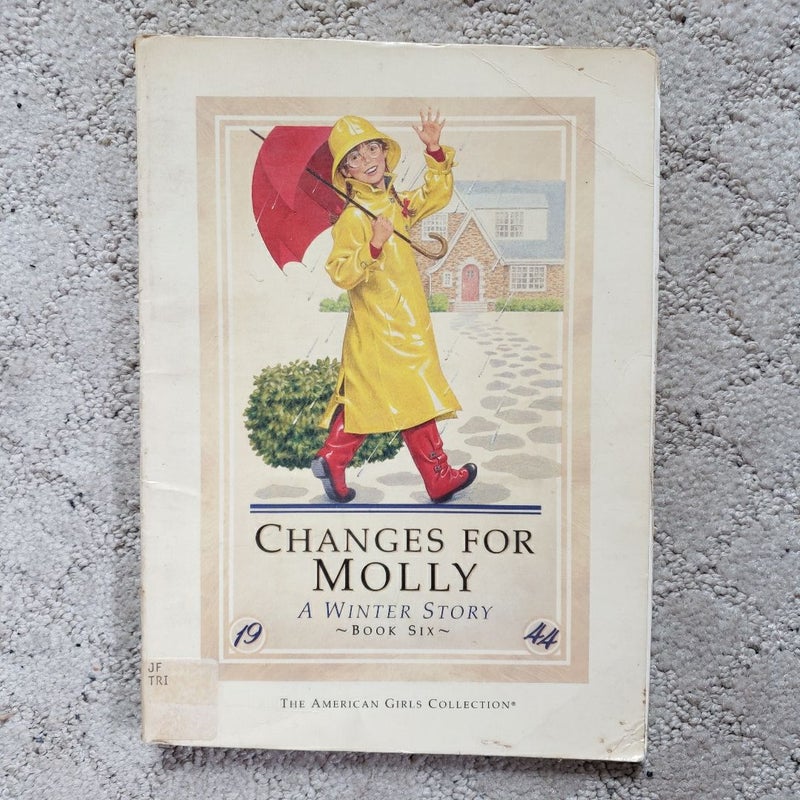 CHANGES FOR
MOLLY
A WINTER STORY
~BOOK SIX~
19 44
JF
TRI
THE AMERICAN GIRLS COLLECTION®